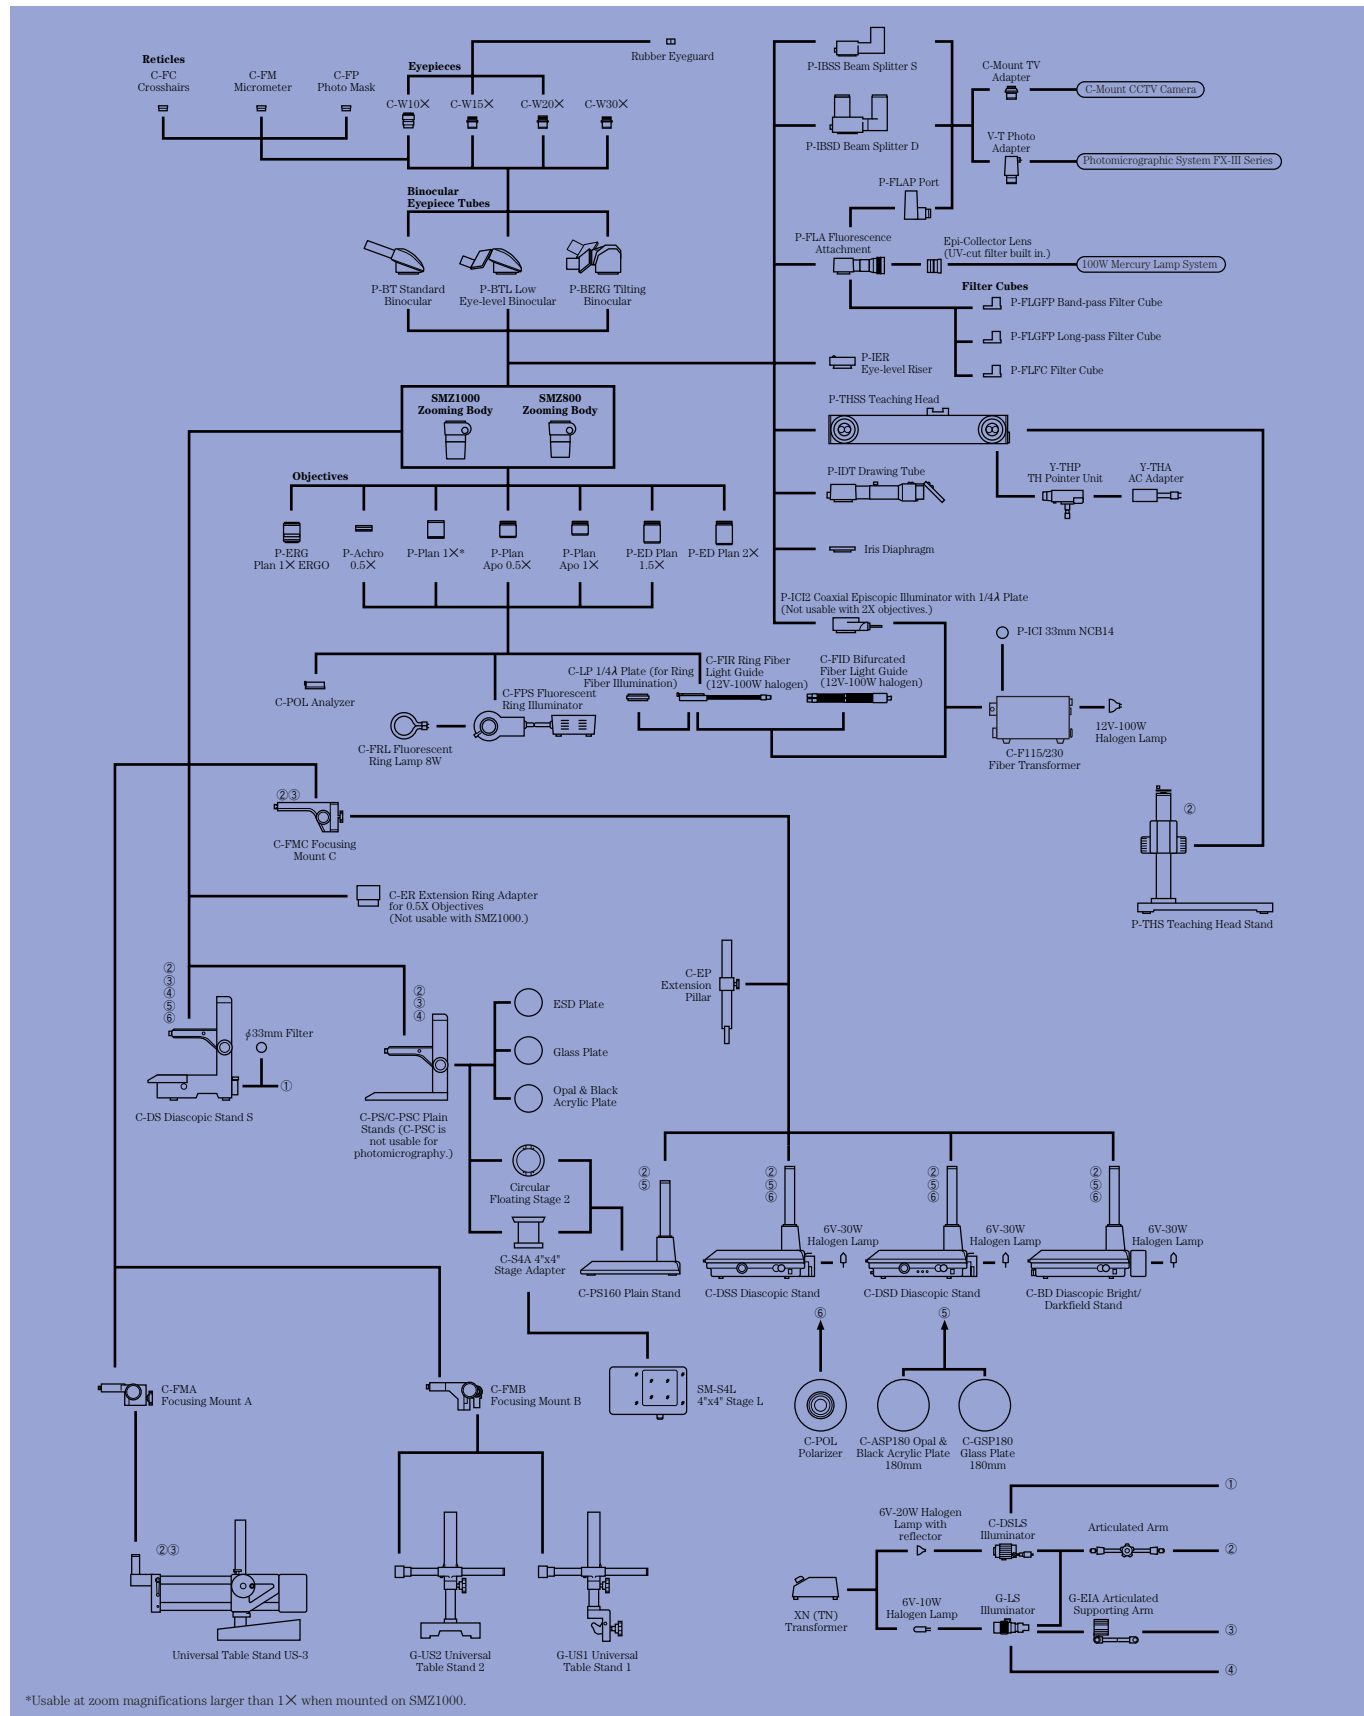 Reticles
C-FC
Crosshairs
C-FM
Micrometer
C-FP
Photo Mask
Rubber Eyeguard
Eyepieces
C-W10×
C-W15×
C-W20×
C-W30×
Binocular
Eyepiece Tubes
P-BT Standard
Binocular
P-BTL Low
Eye-level Binocular
P-BERG Tilting
Binocular
P-IBSS Beam Splitter S
P-IBSD Beam Splitter D
C-Mount TV
Adapter
C-Mount CCTV Camera
V-T Photo
Adapter
Photomicrographic System FX-III Series
P-FLAP Port
P-FLA Fluorescence
Attachment
Epi-Collector Lens
(UV-cut filter built in.)
100W Mercury Lamp System
Filter Cubes
P-FLGFP Band-pass Filter Cube
P-FLGFP Long-pass Filter Cube
P-FLFC Filter Cube
P-IER
Eye-level Riser
SMZ1000
Zooming Body
SMZ800
Zooming Body
P-THSS Teaching Head
P-IDT Drawing Tube
Y-THP
TH Pointer Unit
Y-THA
AC Adapter
Iris Diaphragm
Objectives
P-ERG
Plan 1× ERGO
P-Achro
0.5×
P-Plan 1×*
P-Plan
Apo 0.5×
P-Plan
Apo 1×
P-ED Plan
1.5×
P-ED Plan 2×
P-ICI2 Coaxial Episcopic Illuminator with 1/4λ Plate
(Not usable with 2X objectives.)
P-ICI 33mm NCB14
C-POL Analyzer
C-LP 1/4λ Plate (for Ring
Fiber Illumination)
C-FIR Ring Fiber
Light Guide
(12V-100W halogen)
C-FID Bifurcated
Fiber Light Guide
(12V-100W halogen)
C-FPS Fluorescent
Ring Illuminator
C-FRL Fluorescent
Ring Lamp 8W
12V-100W
Halogen Lamp
C-F115/230
Fiber Transformer
②③
C-FMC Focusing
Mount C
②
P-THS Teaching Head Stand
C-ER Extension Ring Adapter
for 0.5X Objectives
(Not usable with SMZ1000.)
C-EP
Extension
Pillar
②
③
④
⑤
⑥
ϕ33mm Filter
①
C-DS Diascopic Stand S
②
③
④
C-PS/C-PSC Plain
Stands (C-PSC is
not usable for
photomicrography.)
ESD Plate
Glass Plate
Opal & Black
Acrylic Plate
Circular
Floating Stage 2
C-S4A 4"x4"
Stage Adapter
②
⑤
C-PS160 Plain Stand
②
⑤
⑥
6V-30W
Halogen Lamp
C-DSS Diascopic Stand
②
⑤
⑥
6V-30W
Halogen Lamp
C-DSD Diascopic Stand
②
⑤
⑥
6V-30W
Halogen Lamp
C-BD Diascopic Bright/
Darkfield Stand
⑥
⑤
C-FMA
Focusing Mount A
C-FMB
Focusing Mount B
SM-S4L
4"x4" Stage L
C-POL
Polarizer
C-ASP180 Opal &
Black Acrylic Plate
180mm
C-GSP180
Glass Plate
180mm
②③
Universal Table Stand US-3
G-US2 Universal
Table Stand 2
G-US1 Universal
Table Stand 1
①
6V-20W Halogen
Lamp with
reflector
C-DSLS
Illuminator
Articulated Arm
②
XN (TN)
Transformer
6V-10W
Halogen Lamp
G-LS
Illuminator
G-EIA Articulated
Supporting Arm
③
④
*Usable at zoom magnifications larger than 1× when mounted on SMZ1000.